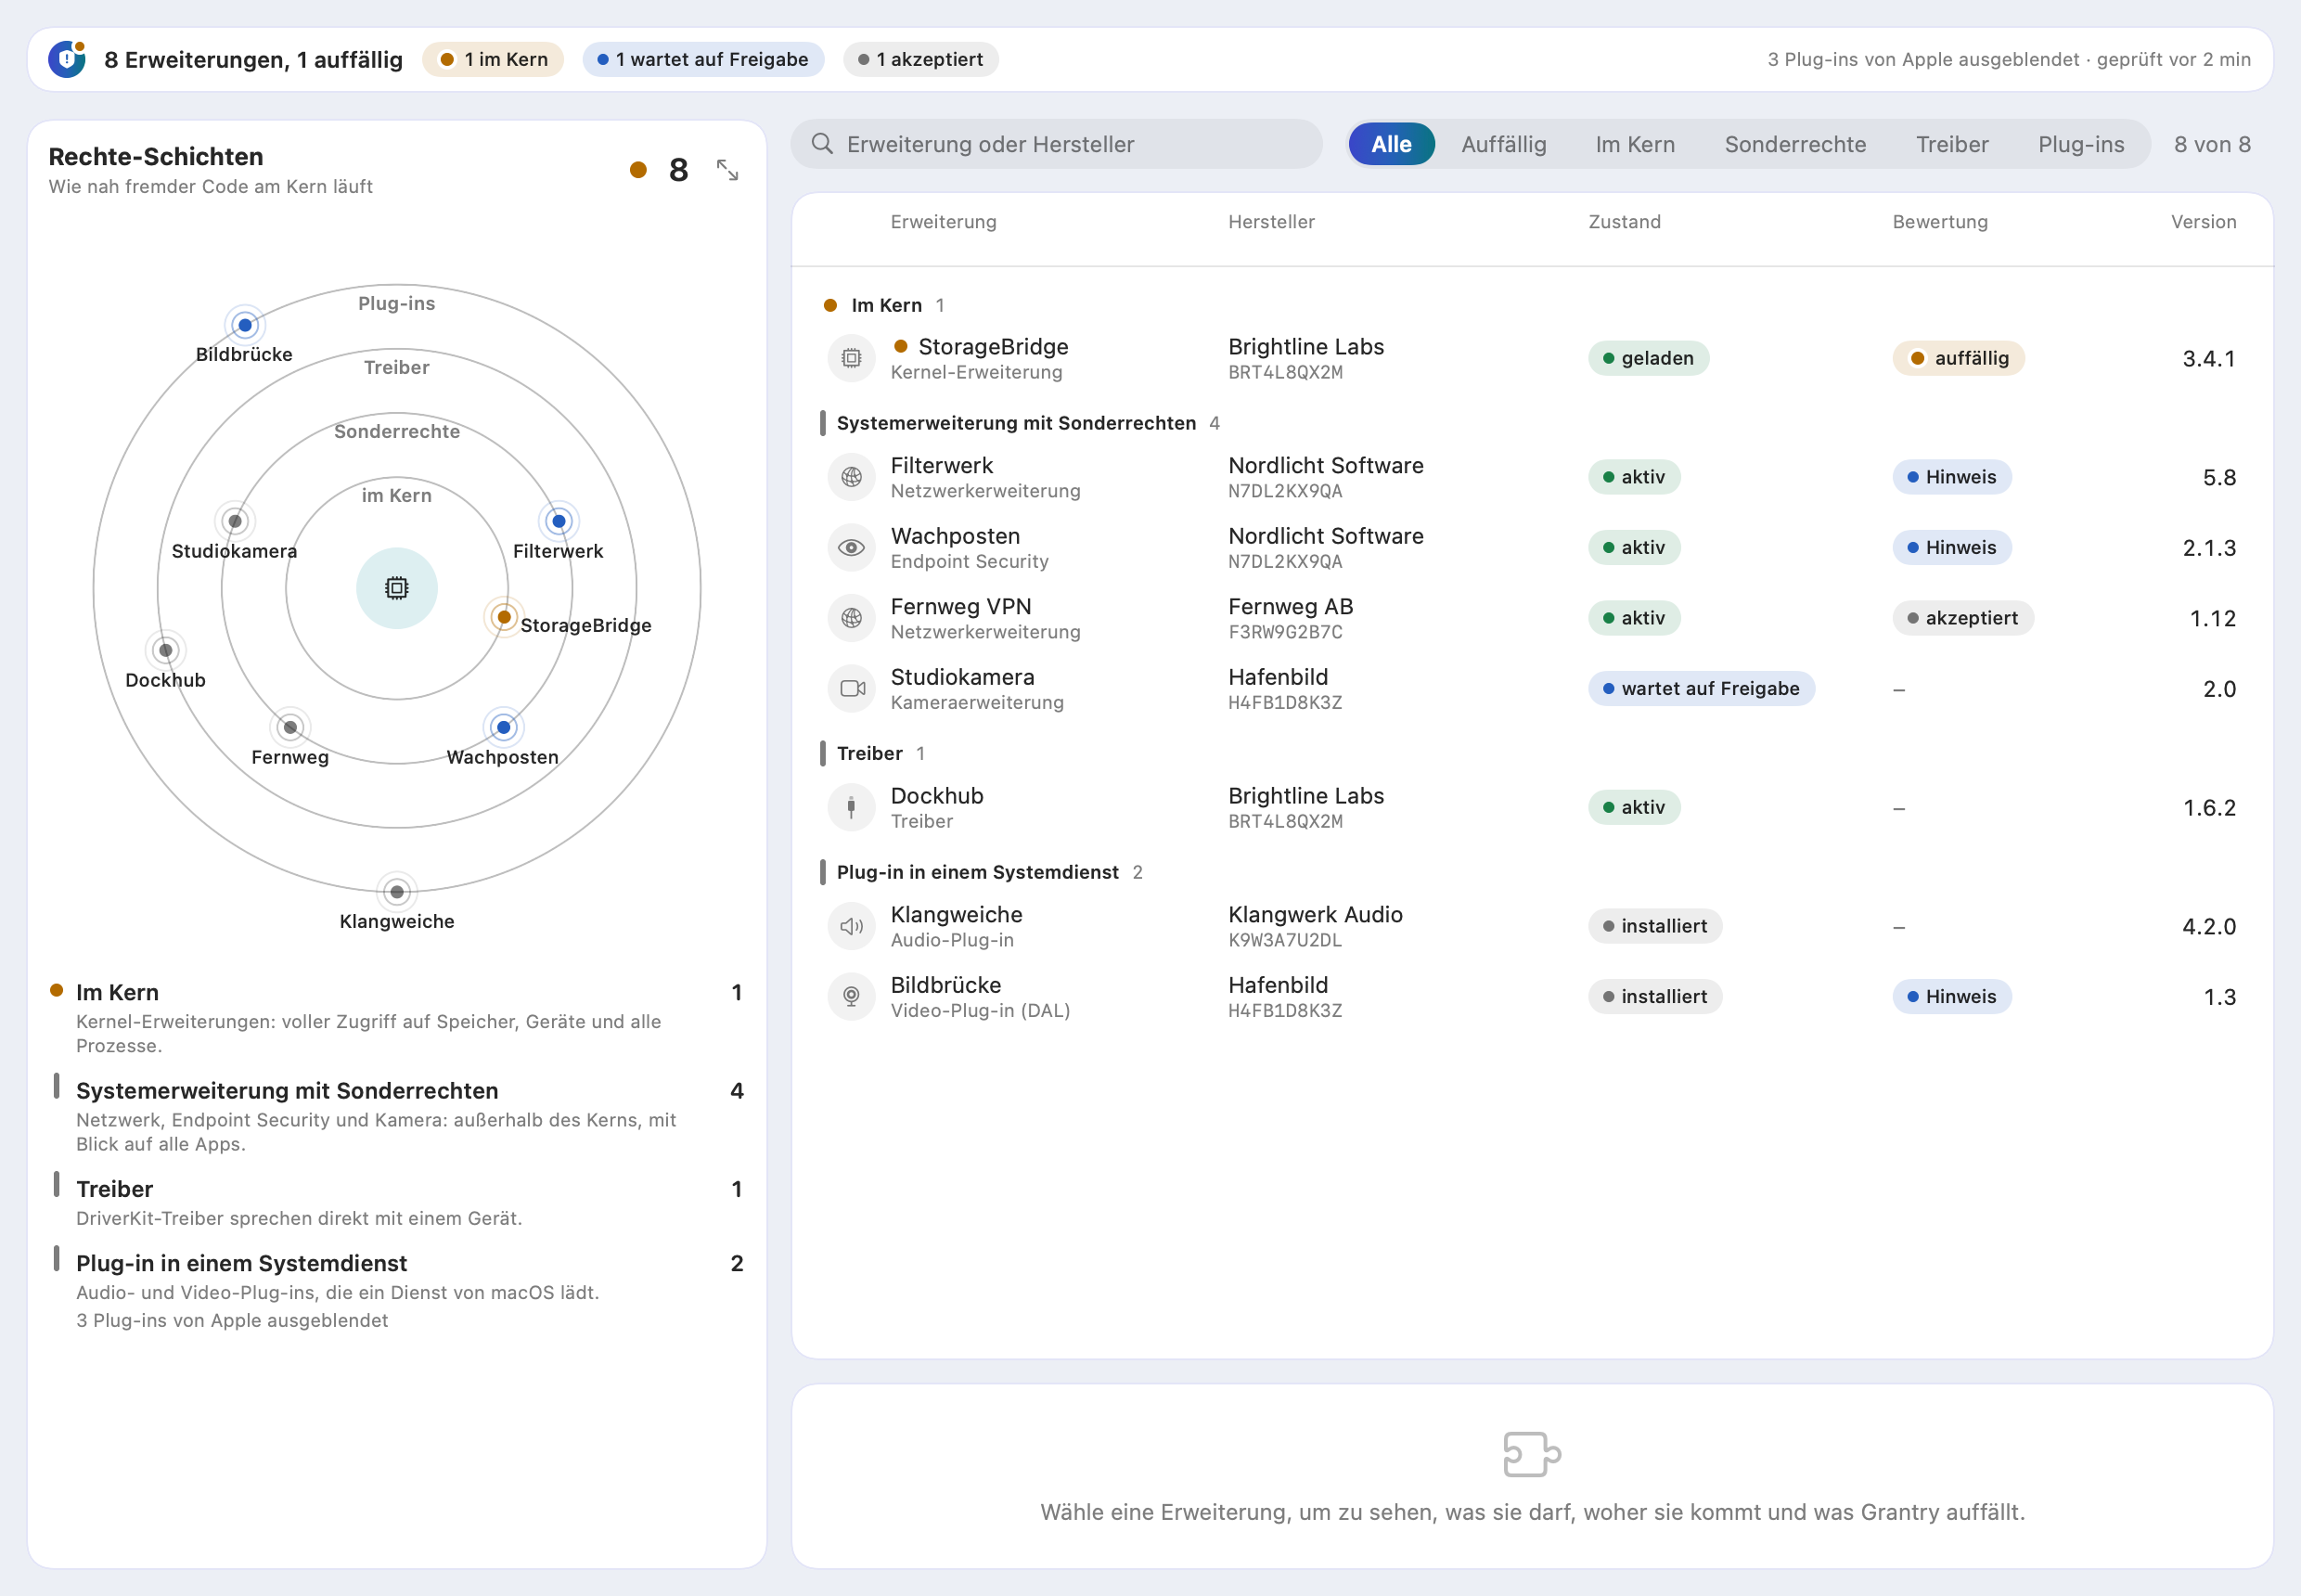 8 Erweiterungen, 1 auffällig
1 im Kern
1 wartet auf Freigabe
1 akzeptiert
3 Plug-ins von Apple ausgeblendet · geprüft vor 2 min
Rechte-Schichten
Wie nah fremder Code am Kern läuft
8
Plug-ins
Bildbrücke
Treiber
Sonderrechte
im Kern
Studiokamera
Filterwerk
StorageBridge
Dockhub
Fernweg
Wachposten
Klangweiche
Im Kern 1
Kernel-Erweiterungen: voller Zugriff auf Speicher, Geräte und alle
Prozesse.
Systemerweiterung mit Sonderrechten 4
Netzwerk, Endpoint Security und Kamera: außerhalb des Kerns, mit
Blick auf alle Apps.
Treiber 1
DriverKit-Treiber sprechen direkt mit einem Gerät.
Plug-in in einem Systemdienst 2
Audio- und Video-Plug-ins, die ein Dienst von macOS lädt.
3 Plug-ins von Apple ausgeblendet
Erweiterung oder Hersteller
Alle Auffällig Im Kern Sonderrechte Treiber Plug-ins 8 von 8
Erweiterung Hersteller Zustand Bewertung Version
Im Kern 1
StorageBridge Brightline Labs geladen auffällig 3.4.1
Kernel-Erweiterung BRT4L8QX2M
Systemerweiterung mit Sonderrechten 4
Filterwerk Nordlicht Software aktiv Hinweis 5.8
Netzwerkerweiterung N7DL2KX9QA
Wachposten Nordlicht Software aktiv Hinweis 2.1.3
Endpoint Security N7DL2KX9QA
Fernweg VPN Fernweg AB aktiv akzeptiert 1.12
Netzwerkerweiterung F3RW9G2B7C
Studiokamera Hafenbild wartet auf Freigabe – 2.0
Kameraerweiterung H4FB1D8K3Z
Treiber 1
Dockhub Brightline Labs aktiv – 1.6.2
Treiber BRT4L8QX2M
Plug-in in einem Systemdienst 2
Klangweiche Klangwerk Audio installiert – 4.2.0
Audio-Plug-in K9W3A7U2DL
Bildbrücke Hafenbild installiert Hinweis 1.3
Video-Plug-in (DAL) H4FB1D8K3Z
Wähle eine Erweiterung, um zu sehen, was sie darf, woher sie kommt und was Grantry auffällt.